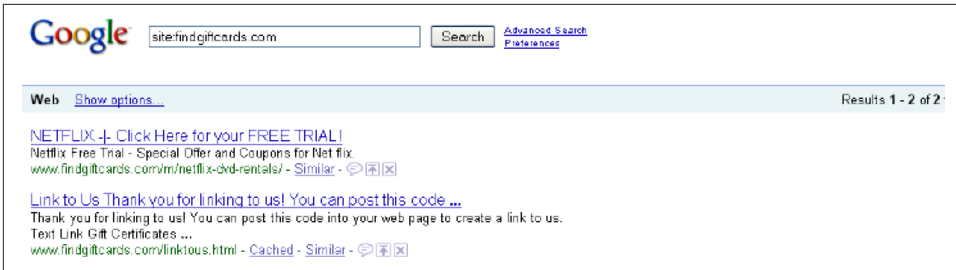 Google site:findgiftcards.com Search Advanced Search
Preferences
Web Show options... Results 1 - 2 of 2
NETFLIX -|- Click Here for your FREE TRIAL!
Netflix Free Trial - Special Offer and Coupons for Net flix.
www.findgiftcards.com/m/netflix-dvd-rentals/ - Similar -
Link to Us Thank you for linking to us! You can post this code ...
Thank you for linking to us! You can post this code into your web page to create a link to us.
Text Link Gift Certificates ...
www.findgiftcards.com/linktous.html - Cached - Similar -